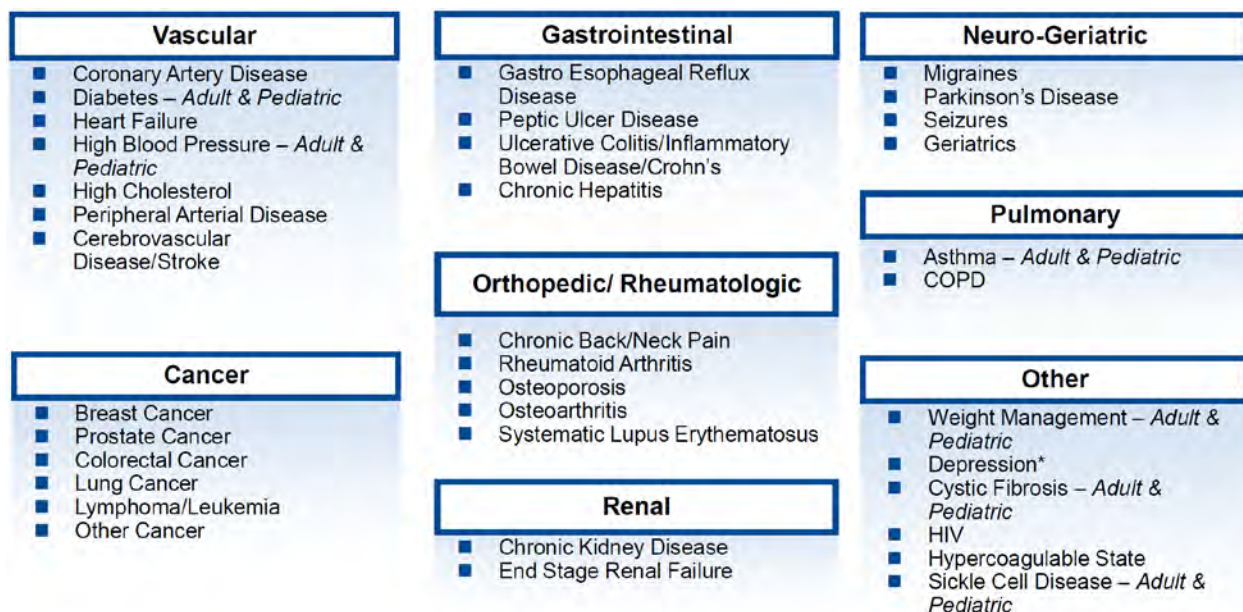 Vascular
Coronary Artery Disease
Diabetes – Adult & Pediatric
Heart Failure
High Blood Pressure – Adult &
Pediatric
High Cholesterol
Peripheral Arterial Disease
Cerebrovascular
Disease/Stroke
Cancer
Breast Cancer
Prostate Cancer
Colorectal Cancer
Lung Cancer
Lymphoma/Leukemia
Other Cancer
Gastrointestinal
Gastro Esophageal Reflux
Disease
Peptic Ulcer Disease
Ulcerative Colitis/Inflammatory
Bowel Disease/Crohn's
Chronic Hepatitis
Orthopedic/ Rheumatologic
Chronic Back/Neck Pain
Rheumatoid Arthritis
Osteoporosis
Osteoarthritis
Systematic Lupus Erythematosus
Renal
Chronic Kidney Disease
End Stage Renal Failure
Neuro-Geriatric
Migraines
Parkinson's Disease
Seizures
Geriatrics
Pulmonary
Asthma – Adult & Pediatric
COPD
Other
Weight Management – Adult &
Pediatric
Depression*
Cystic Fibrosis – Adult &
Pediatric
HIV
Hypercoagulable State
Sickle Cell Disease – Adult &
Pediatric